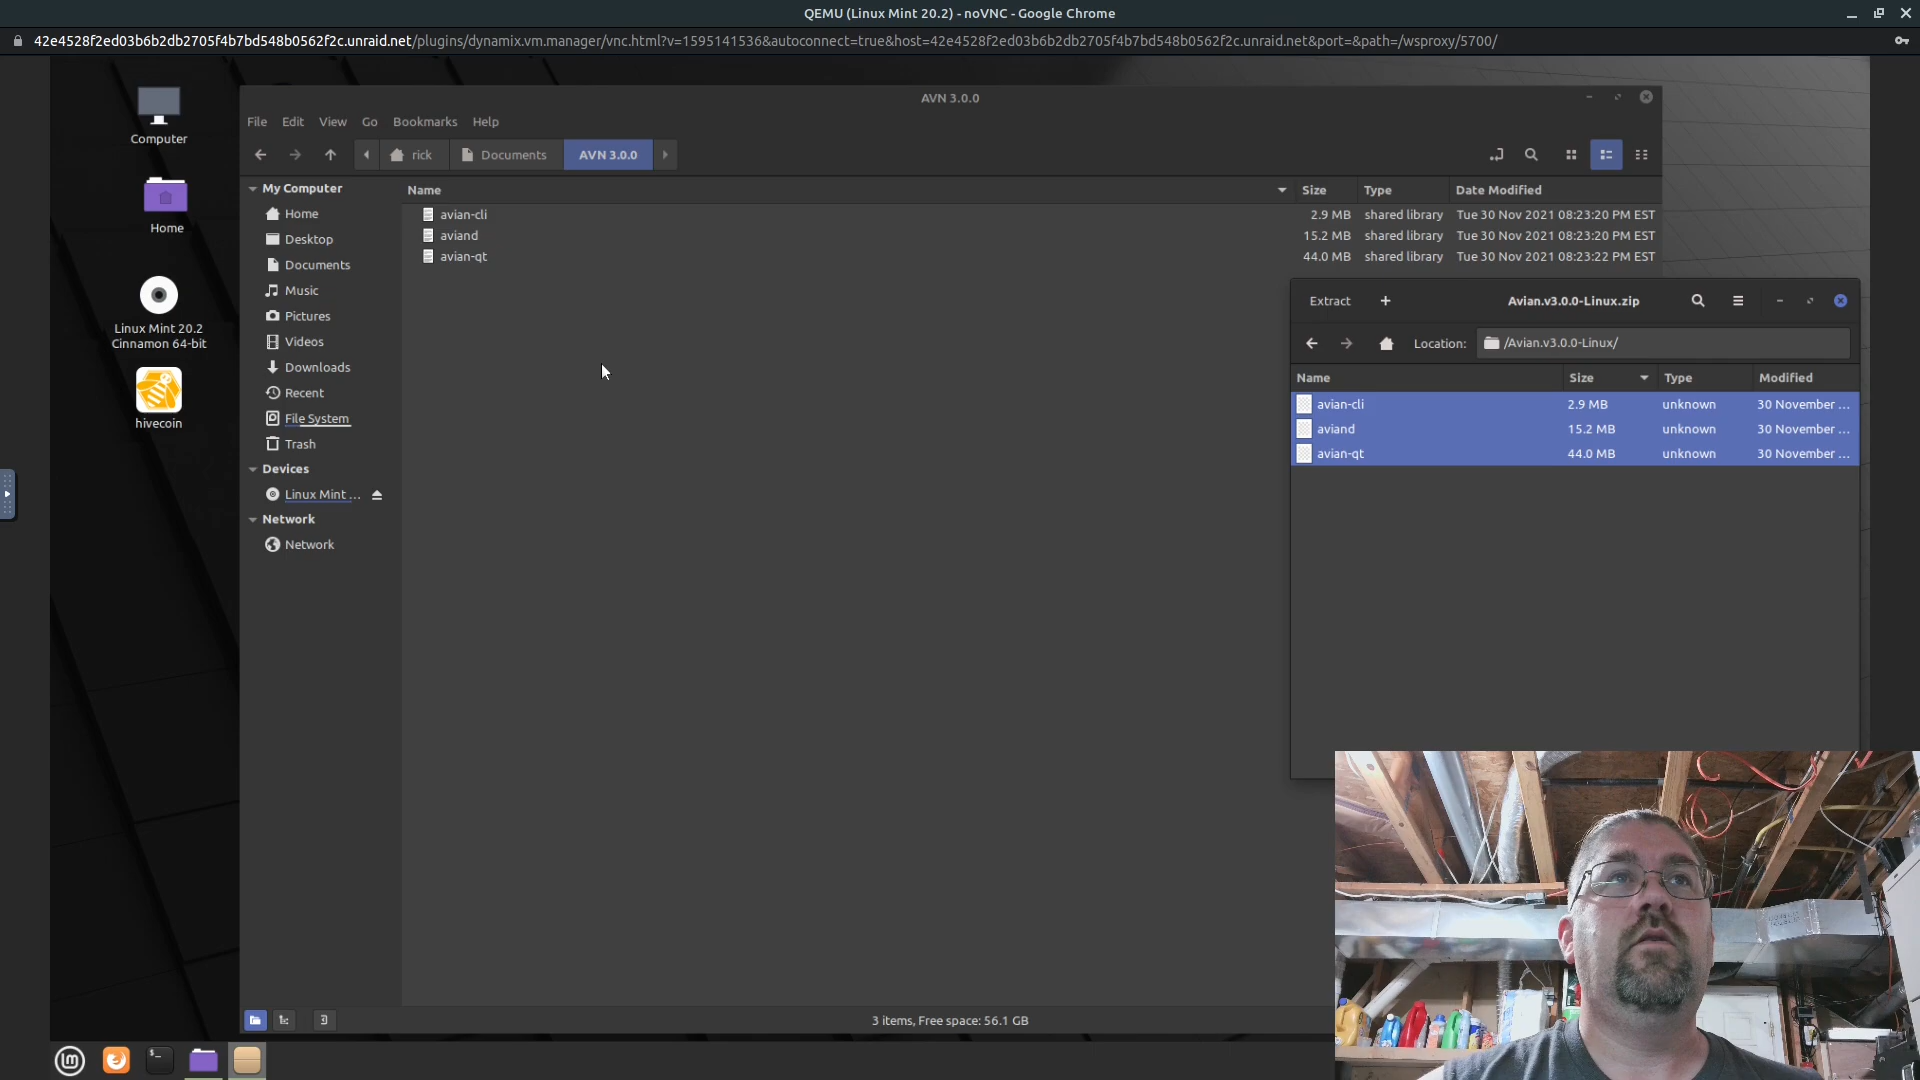 QEMU (Linux Mint 20.2) - noVNC - Google Chrome
42e4528f2ed03b6b2db2705f4b7bd548b0562f2c.unraid.net/plugins/dynamix.vm.manager/vnc.html?v=1595141536&autoconnect=true&host=42e4528f2ed03b6b2db2705f4b7bd548b0562f2c.unraid.net&port=&path=/wsproxy/5700/
Computer
Home
Linux Mint 20.2
Cinnamon 64-bit
hivecoin
AVN 3.0.0
File Edit View Go Bookmarks Help
rick Documents AVN 3.0.0
My Computer
Home
Desktop
Documents
Music
Pictures
Videos
Downloads
Recent
File System
Trash
Devices
Linux Mint ...
Network
Network
Name Size Type Date Modified
avian-cli 2.9 MB shared library Tue 30 Nov 2021 08:23:20 PM EST
aviand 15.2 MB shared library Tue 30 Nov 2021 08:23:20 PM EST
avian-qt 44.0 MB shared library Tue 30 Nov 2021 08:23:22 PM EST
Extract + Avian.v3.0.0-Linux.zip
Location: /Avian.v3.0.0-Linux/
Name Size Type Modified
avian-cli 2.9 MB unknown 30 November ...
aviand 15.2 MB unknown 30 November ...
avian-qt 44.0 MB unknown 30 November ...
3 items, Free space: 56.1 GB